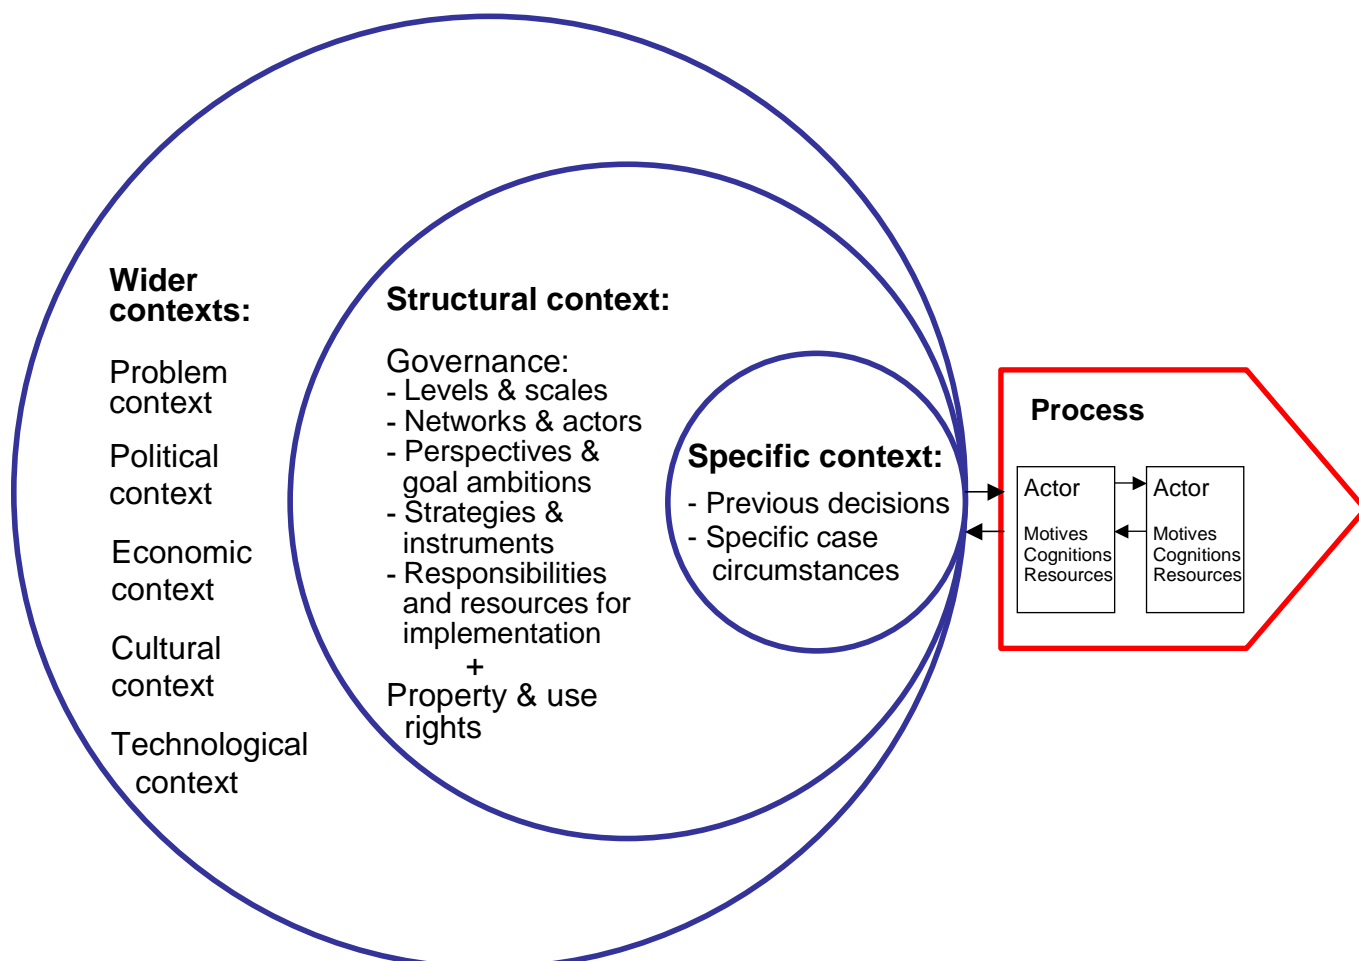 Wider
contexts:
Problem
context
Political
context
Economic
context
Cultural
context
Technological
context
Structural context:
Governance:
- Levels & scales
- Networks & actors
- Perspectives &
goal ambitions
- Strategies &
instruments
- Responsibilities
and resources for
implementation
+
Property & use
rights
Specific context:
- Previous decisions
- Specific case
circumstances
Process
Actor
Motives
Cognitions
Resources
Actor
Motives
Cognitions
Resources